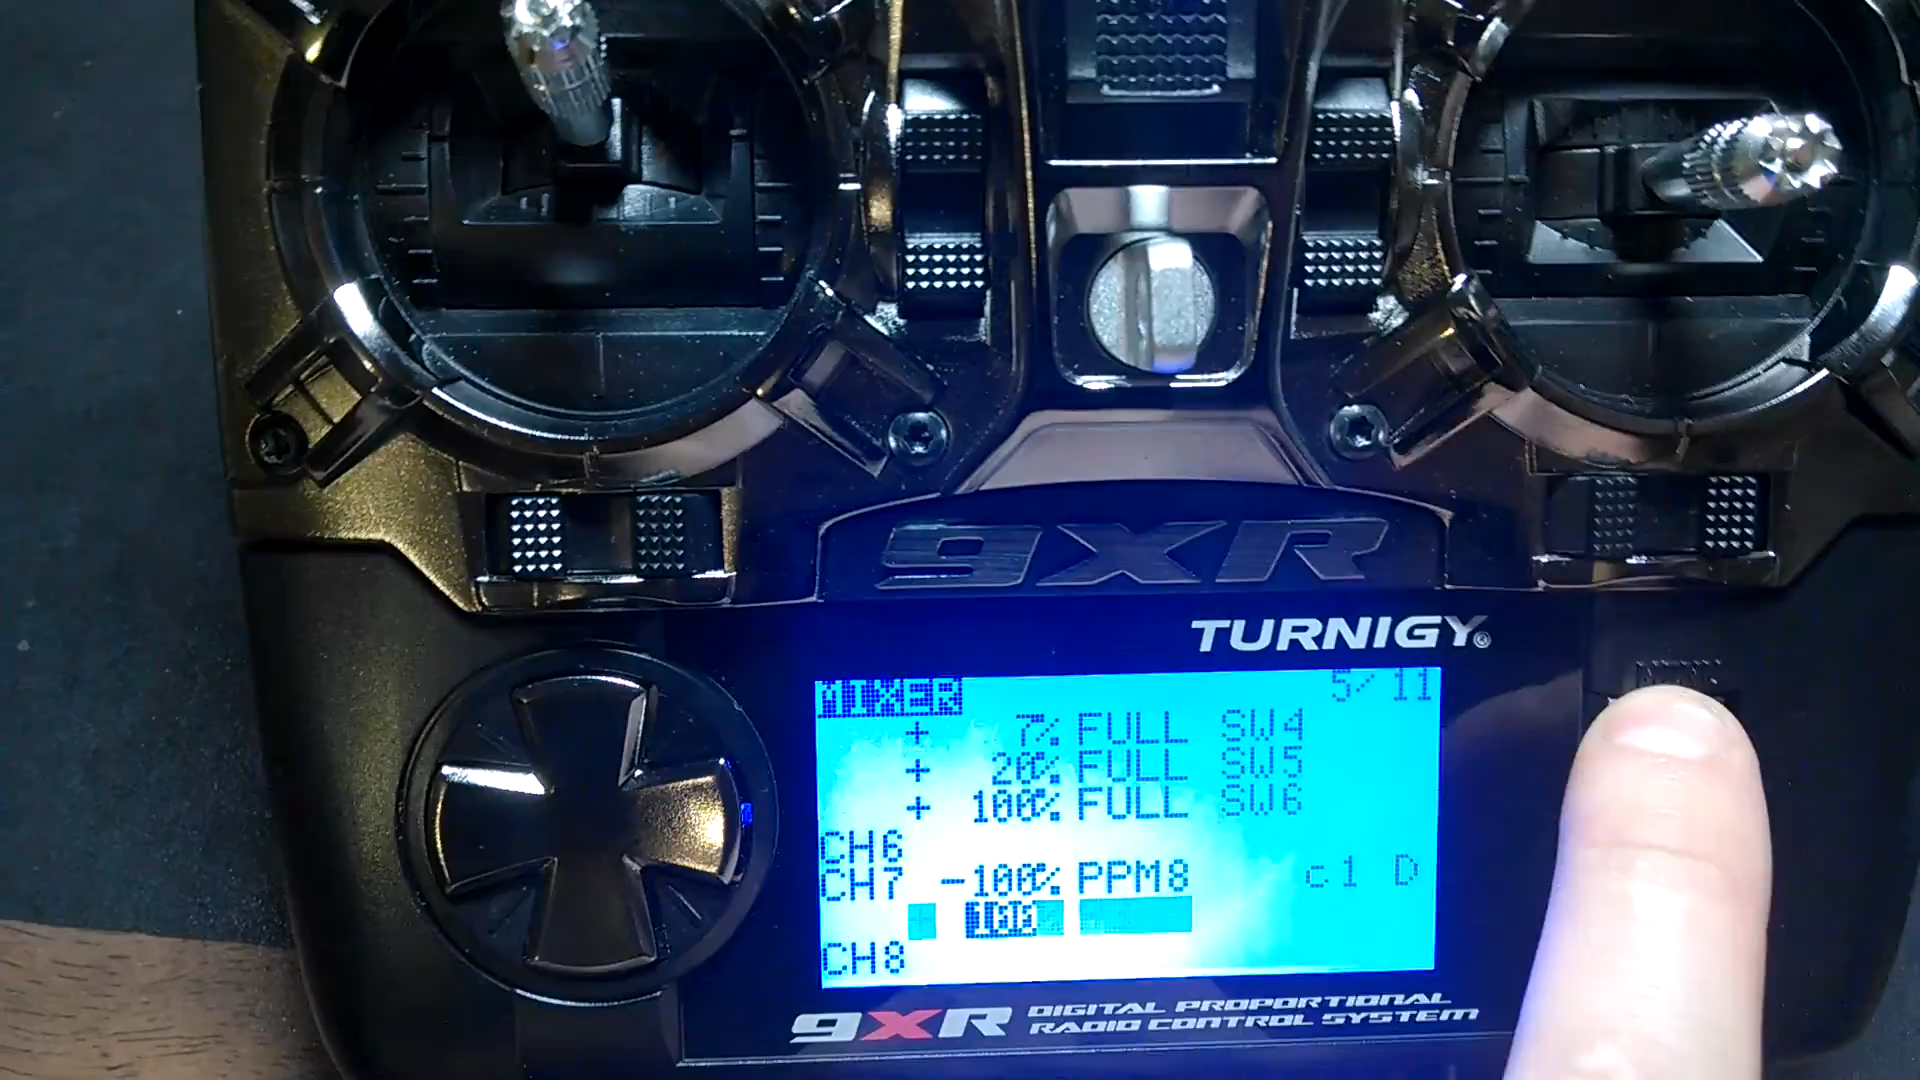 9XR
TURNIGY®
MIXER 5/11
+ 7% FULL SW4
+ 20% FULL SW5
+ 100% FULL SW6
CH6
CH7 -100% PPM8 c1 D
+ 100
CH8
9XR DIGITAL PROPORTIONAL
RADIO CONTROL SYSTEM